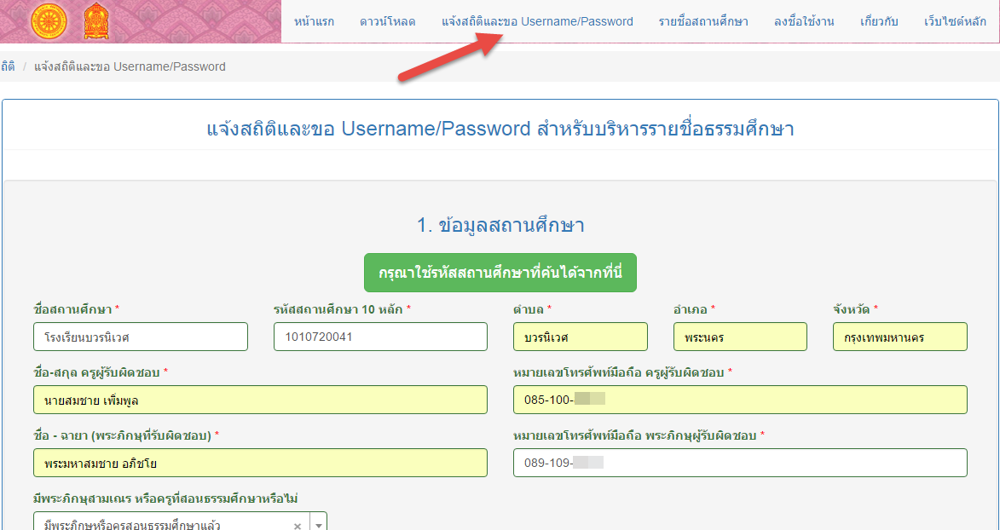 หน้าแรก ดาวน์โหลด แจ้งสถิติและขอ Username/Password รายชื่อสถานศึกษา ลงชื่อใช้งาน เกี่ยวกับ เว็บไซต์หลัก
/ แจ้งสถิติและขอ Username/Password
แจ้งสถิติและขอ Username/Password สำหรับบริหารรายชื่อธรรมศึกษา
1. ข้อมูลสถานศึกษา
กรุณาใช้รหัสสถานศึกษาที่ค้นได้จากที่นี่
ชื่อสถานศึกษา * รหัสสถานศึกษา 10 หลัก * ตำบล * อำเภอ * จังหวัด *
โรงเรียนบวรนิเวศ 1010720041 บวรนิเวศ พระนคร กรุงเทพมหานคร
ชื่อ-สกุล ครูผู้รับผิดชอบ * หมายเลขโทรศัพท์มือถือ ครูผู้รับผิดชอบ *
นายสมชาย เพิ่มพูล 085-100-
ชื่อ - ฉายา (พระภิกษุที่รับผิดชอบ) * หมายเลขโทรศัพท์มือถือ พระภิกษุผู้รับผิดชอบ *
พระมหาสมชาย อภิชโย 089-109-
มีพระภิกษุสามเณร หรือครูที่สอนธรรมศึกษาหรือไม่
มีพระภิกษุหรือครูสอนธรรมศึกษาแล้ว ×